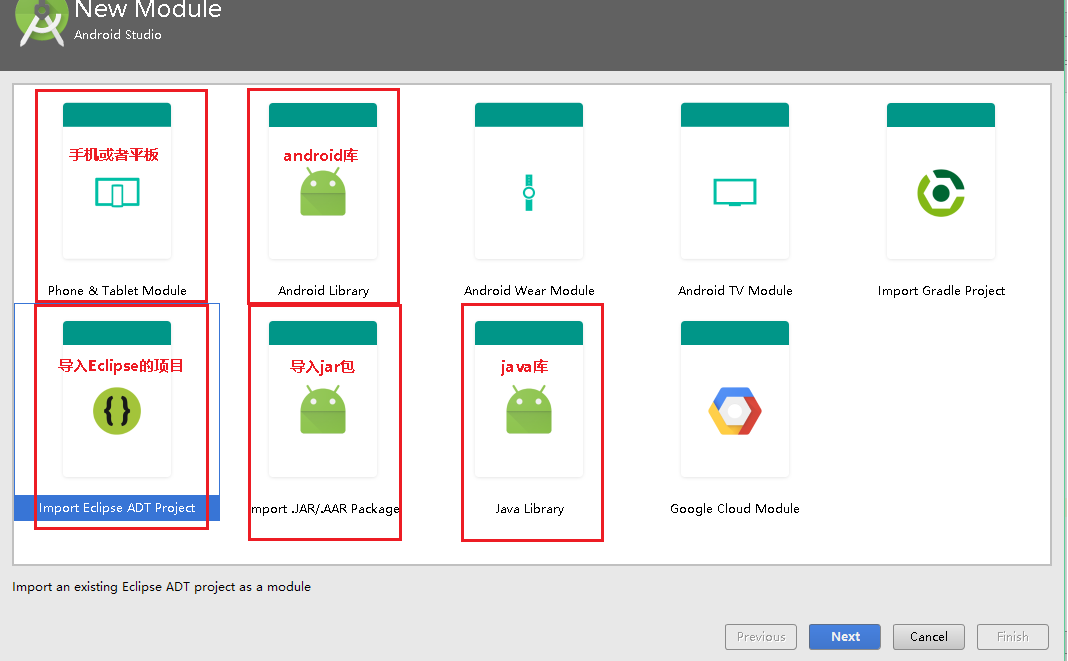 New Module
Android Studio
手机或者平板
android库
Phone & Tablet Module
Android Library
Android Wear Module
Android TV Module
Import Gradle Project
导入Eclipse的项目
导入jar包
java库
{}
Import Eclipse ADT Project
mport .JAR/.AAR Package
Java Library
Google Cloud Module
Import an existing Eclipse ADT project as a module
Previous
Next
Cancel
Finish